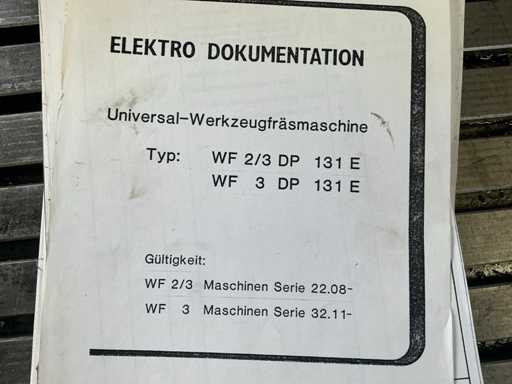 ELEKTRO DOKUMENTATION
Universal-Werkzeugfräsmaschine
Typ: WF 2/3 DP 131 E
WF 3 DP 131 E
Gültigkeit:
WF 2/3 Maschinen Serie 22.08-
WF 3 Maschinen Serie 32.11-